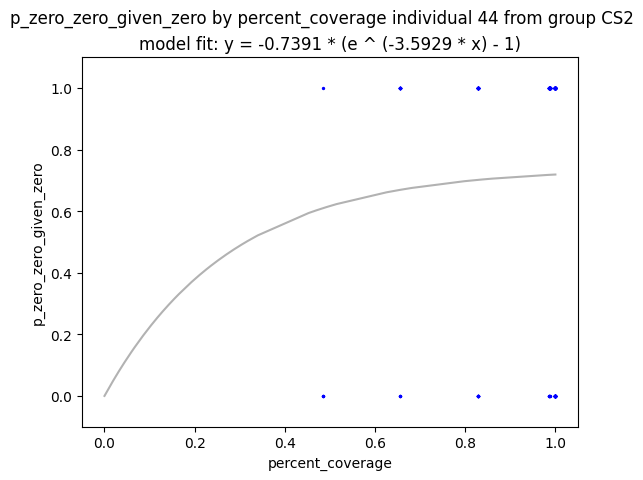 p_zero_zero_given_zero by percent_coverage individual 44 from group CS2
model fit: y = -0.7391 * (e ^ (-3.5929 * x) - 1)
1.0
0.8
0.6
0.4
0.2
0.0
p_zero_zero_given_zero
0.0 0.2 0.4 0.6 0.8 1.0
percent_coverage